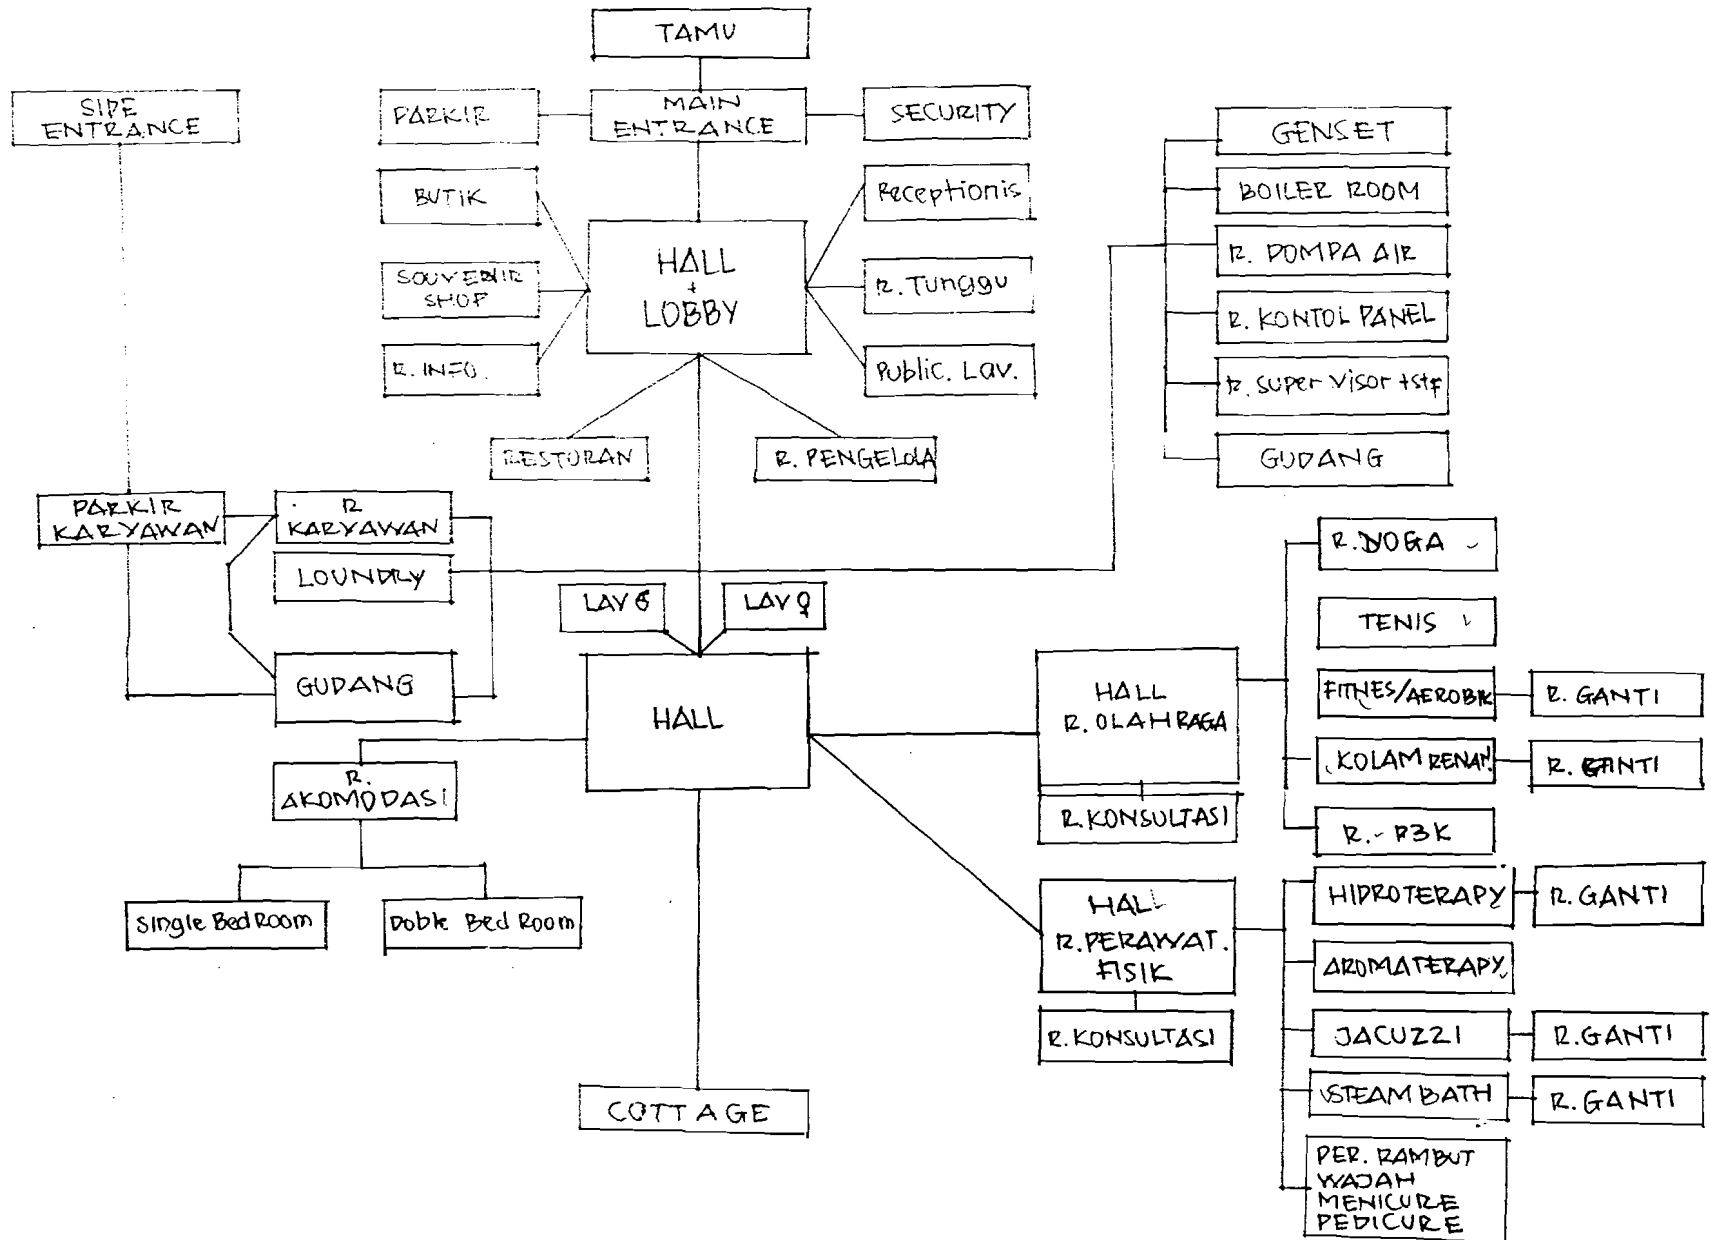 TAMU
SIDE
ENTRANCE
PARKIR
MAIN
ENTRANCE
SECURITY
GENSET
BUTIK
Receptionis
BOILER ROOM
HALL
+
LOBBY
SOUVENIR
SHOP
R. Tunggu
R. POMPA AIR
R. KONTOL PANEL
R. INFO.
Public. Lav.
R. Super Visor + stf
RESTURAN
R. PENGELOLA
GUDANG
PARKIR
KARYAWAN
R
KARYAWAN
LOUNDRY
R. YOGA
LAV ♂
LAV ♀
TENIS
GUDANG
HALL
HALL
R. OLAHRAGA
FITNES/AEROBIK
R. GANTI
KOLAM RENAN.
R. GANTI
R.
AKOMODASI
R. KONSULTASI
R.- P3K
Single Bed Room
Doble Bed Room
HALL
R. PERAWAT.
FISIK
HIDROTERAPY
R. GANTI
AROMATERAPY
R. KONSULTASI
JACUZZI
R. GANTI
COTTAGE
STEAM BATH
R. GANTI
PER. RAMBUT
WAJAH
MENICURE
PEDICURE